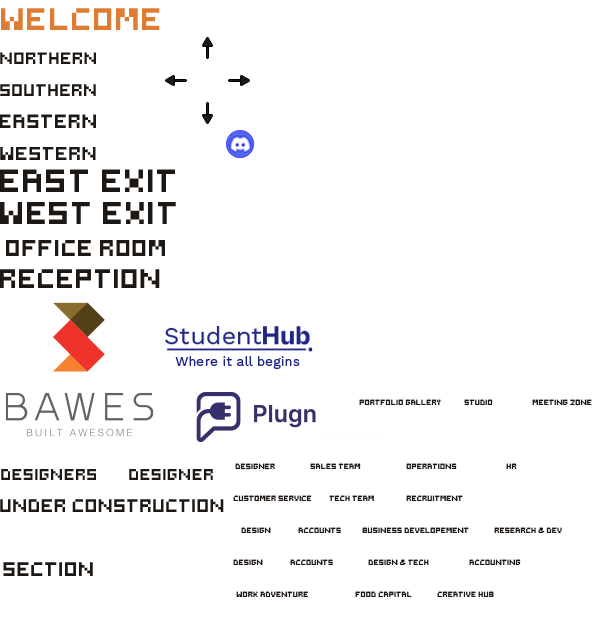 WELCOME
NORTHERN
SOUTHERN
EASTERN
WESTERN
EAST EXIT
WEST EXIT
OFFICE ROOM
RECEPTION
StudentHub
Where it all begins
BAWES
BUILT AWESOME
Plugn
PORTFOLIO GALLERY STUDIO MEETING ZONE
DESIGNERS DESIGNER
DESIGNER SALES TEAM OPERATIONS HR
UNDER CONSTRUCTION
CUSTOMER SERVICE TECH TEAM RECRUITMENT
DESIGN ACCOUNTS BUSINESS DEVELOPEMENT RESEARCH & DEV
SECTION
DESIGN ACCOUNTS DESIGN & TECH ACCOUNTING
WORK ADVENTURE FOOD CAPITAL CREATIVE HUB